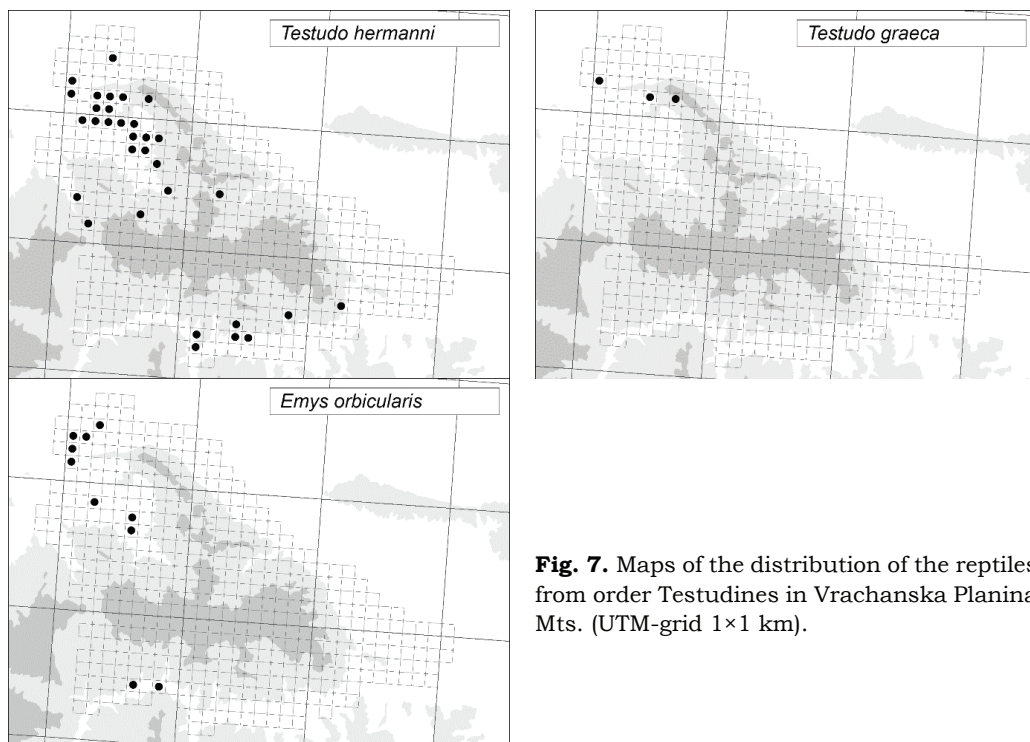 Testudo hermanni
Testudo graeca
Emys orbicularis
Fig. 7. Maps of the distribution of the reptiles
from order Testudines in Vrachanska Planina
Mts. (UTM-grid 1×1 km).